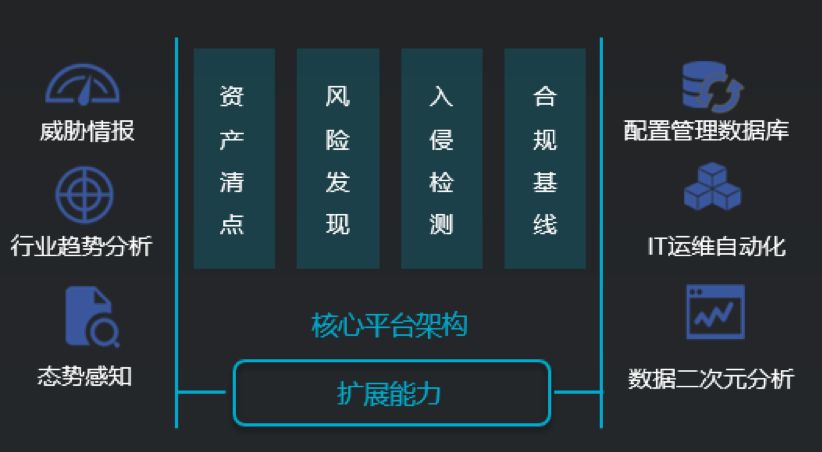 威胁情报
行业趋势分析
态势感知
资产清点
风险发现
入侵检测
合规基线
核心平台架构
扩展能力
配置管理数据库
IT运维自动化
数据二次元分析